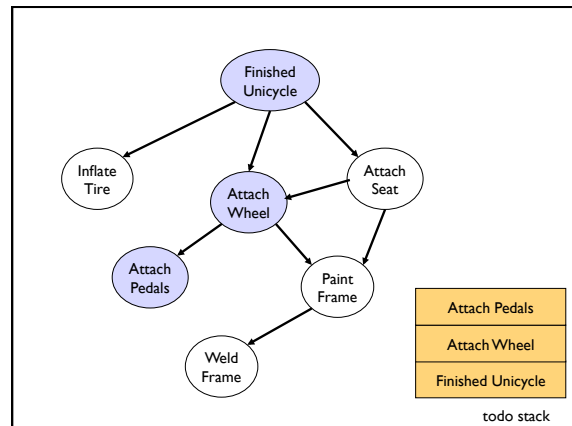 Finished
Unicycle
Inflate
Tire
Attach
Seat
Attach
Wheel
Attach
Pedals
Paint
Frame
Weld
Frame
Attach Pedals
Attach Wheel
Finished Unicycle
todo stack